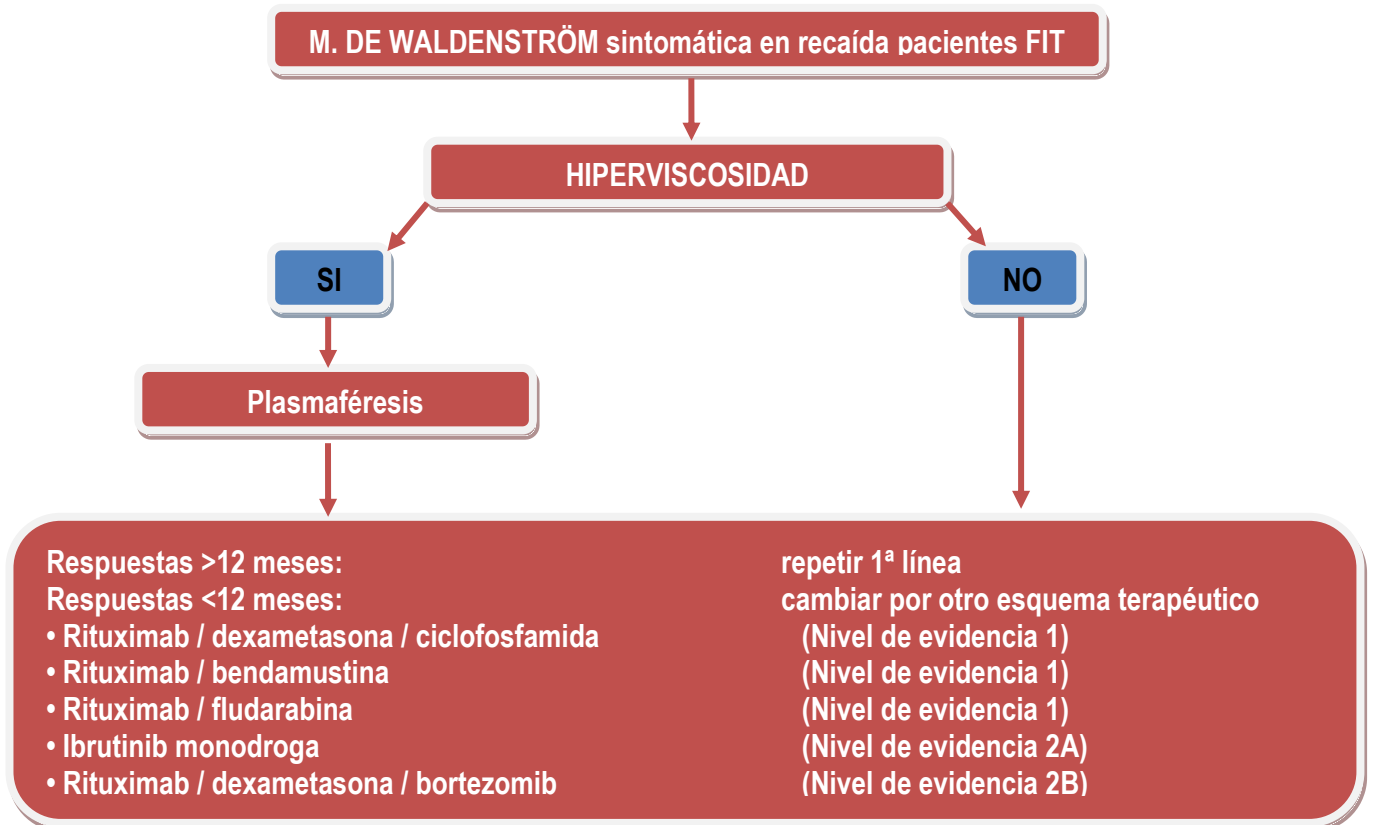 M. DE WALDENSTRÖM sintomática en recaída pacientes FIT
HIPERVISCOSIDAD
SI
NO
Plasmaféresis
Respuestas >12 meses: repetir 1ª línea
Respuestas <12 meses: cambiar por otro esquema terapéutico
• Rituximab / dexametasona / ciclofosfamida (Nivel de evidencia 1)
• Rituximab / bendamustina (Nivel de evidencia 1)
• Rituximab / fludarabina (Nivel de evidencia 1)
• Ibrutinib monodroga (Nivel de evidencia 2A)
• Rituximab / dexametasona / bortezomib (Nivel de evidencia 2B)